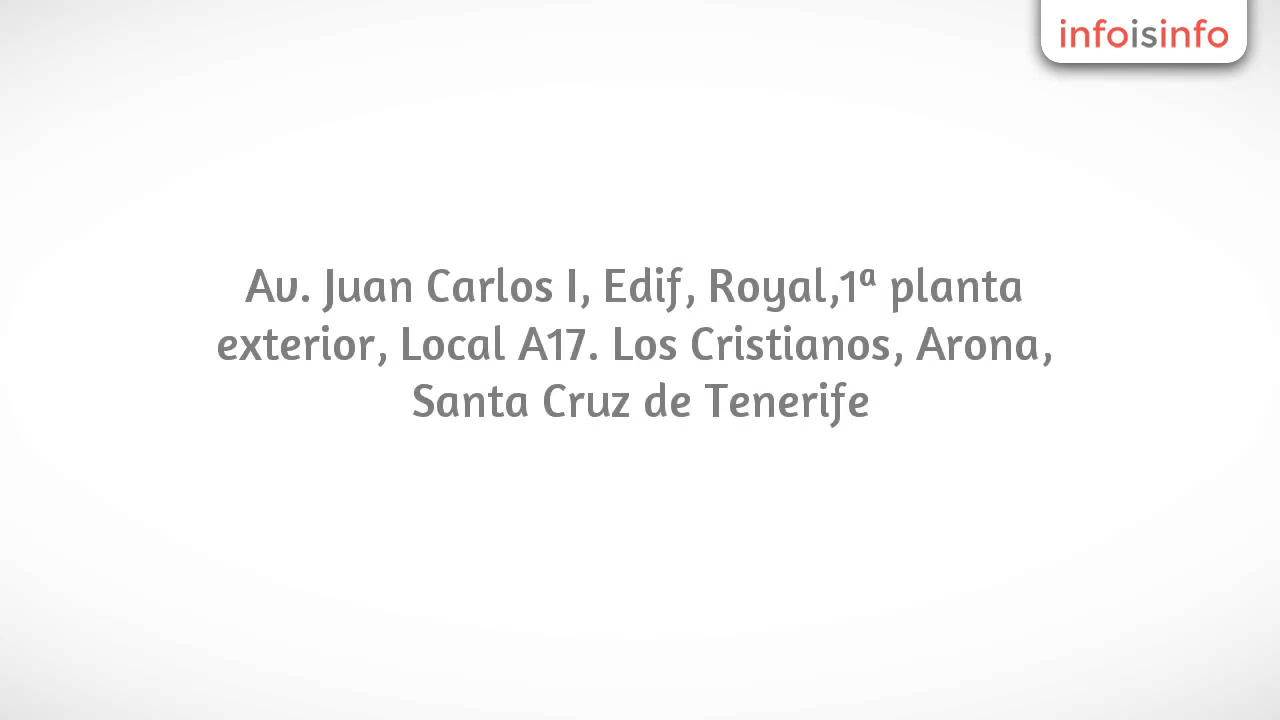 infoisinfo
Av. Juan Carlos I, Edif, Royal,1ª planta
exterior, Local A17. Los Cristianos, Arona,
Santa Cruz de Tenerife